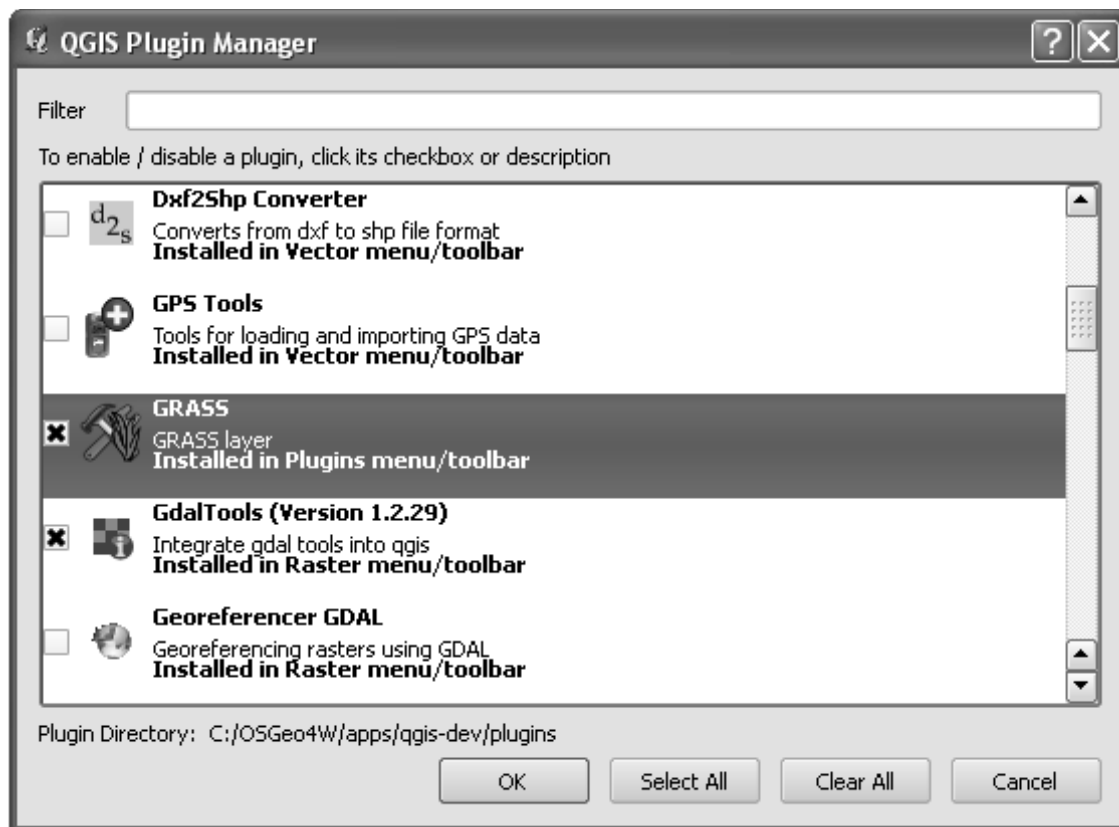 QGIS Plugin Manager
Filter
To enable / disable a plugin, click its checkbox or description
d2s
Dxf2Shp Converter
Converts from dxf to shp file format
Installed in Vector menu/toolbar
GPS Tools
Tools for loading and importing GPS data
Installed in Vector menu/toolbar
GRASS
GRASS layer
Installed in Plugins menu/toolbar
GdalTools (Version 1.2.29)
Integrate gdal tools into qgis
Installed in Raster menu/toolbar
Georeferencer GDAL
Georeferencing rasters using GDAL
Installed in Raster menu/toolbar
Plugin Directory: C:/OSGeo4W/apps/qgis-dev/plugins
OK Select All Clear All Cancel